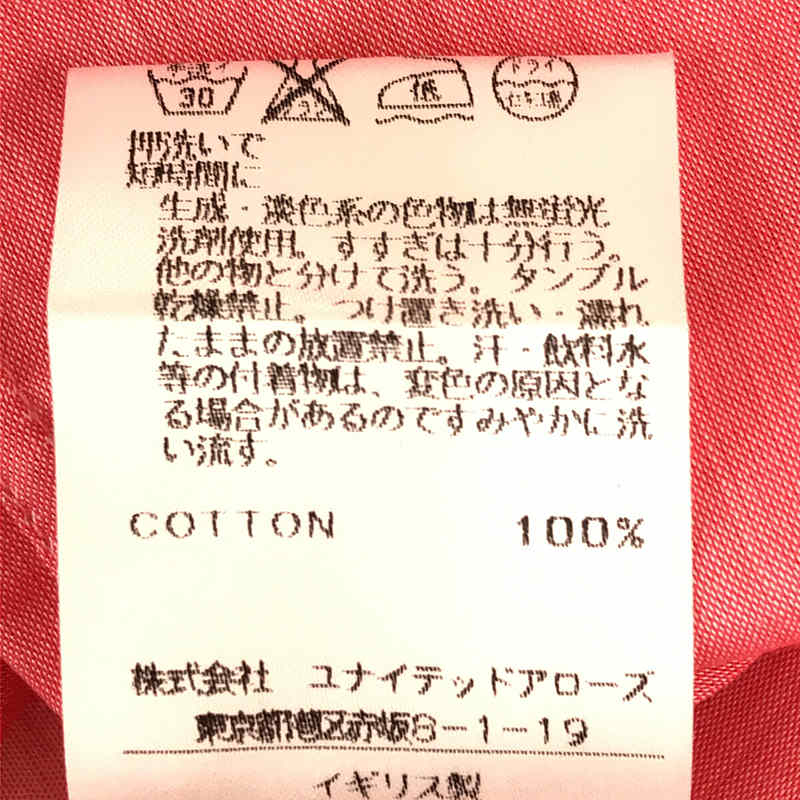 手洗イ
30
エンソ
低
ドライ
セキユ系
押洗いで
短時間に
生成・淡色系の色物は無蛍光
洗剤使用。すすぎは十分行う。
他の物と分けて洗う。タンブル
乾燥禁止。つけ置き洗い・濡れ
たままの放置禁止。汗・飲料水
等の付着物は、変色の原因とな
る場合があるのですみやかに洗
い流す。
COTTON 100%
株式会社 ユナイテッドアローズ
東京都港区赤坂8-1-19
イギリス製